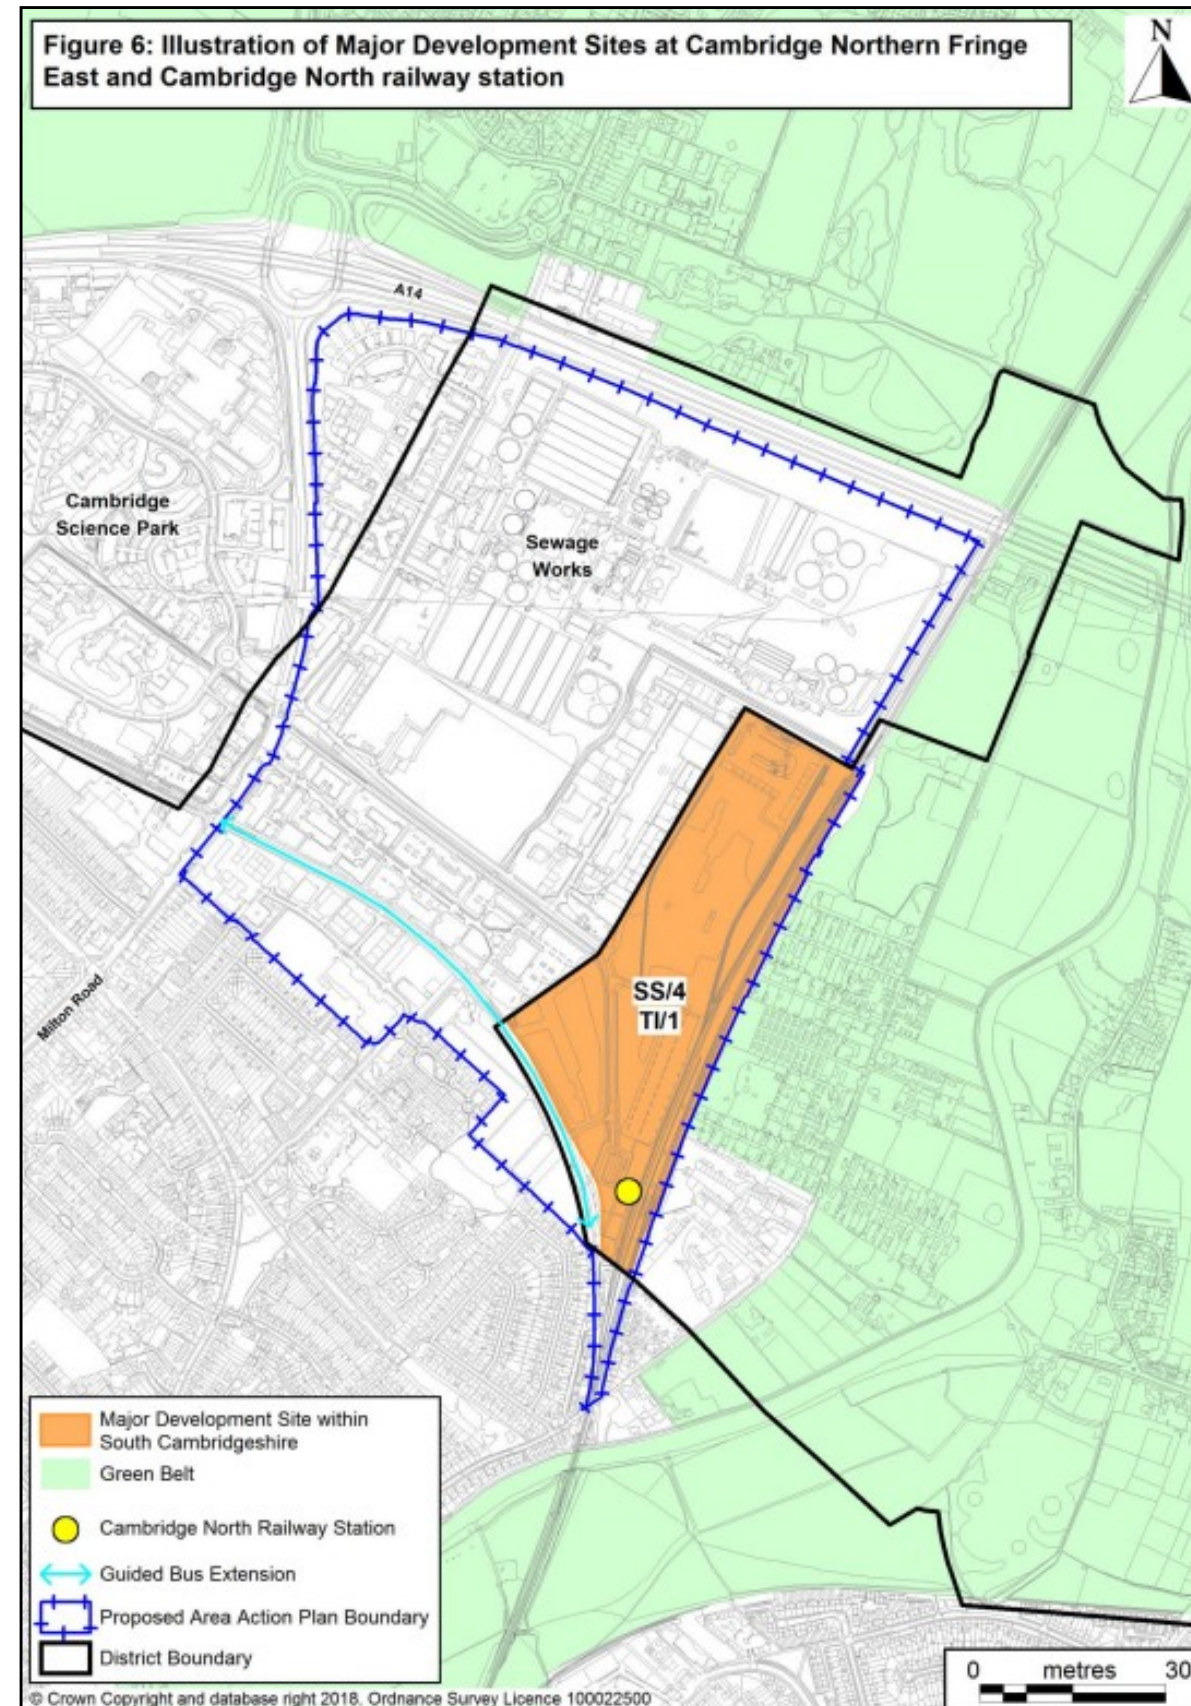 Figure 6: Illustration of Major Development Sites at Cambridge Northern Fringe
East and Cambridge North railway station
N
A14
Cambridge
Science Park
Sewage
Works
SS/4
TI/1
Milton Road
Major Development Site within
South Cambridgeshire
Green Belt
Cambridge North Railway Station
Guided Bus Extension
Proposed Area Action Plan Boundary
District Boundary
0 metres 30
© Crown Copyright and database right 2018. Ordnance Survey Licence 100022500